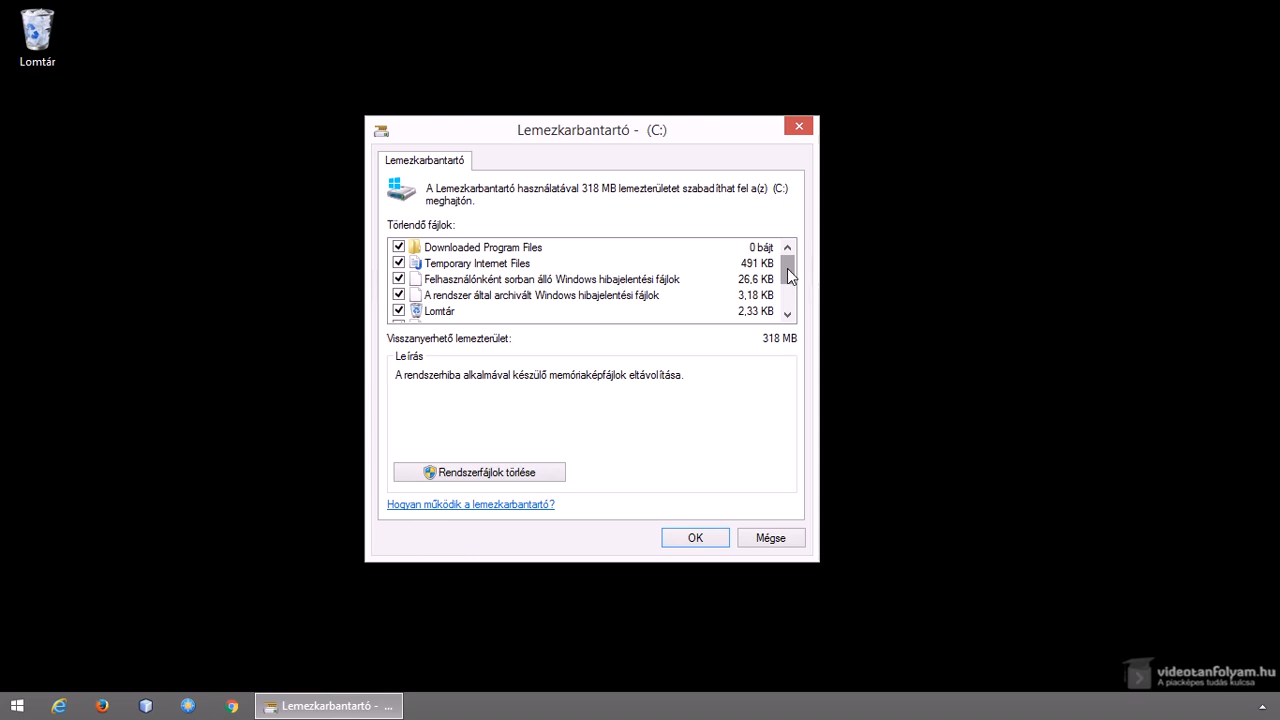 Lomtár
Lemezkarbantartó - (C:)
Lemezkarbantartó
A Lemezkarbantartó használatával 318 MB lemezterületet szabadíthat fel a(z) (C:)
meghajtón.
Törlendő fájlok:
Downloaded Program Files 0 bájt
Temporary Internet Files 491 KB
Felhasználónként sorban álló Windows hibajelentési fájlok 26,6 KB
A rendszer által archivált Windows hibajelentési fájlok 3,18 KB
Lomtár 2,33 KB
Visszanyerhető lemezterület: 318 MB
Leírás
A rendszerhiba alkalmával készülő memóriaképfájlok eltávolítása.
Rendszerfájlok törlése
Hogyan működik a lemezkarbantartó?
OK Mégse
videotanfolyam.hu
A piacképes tudás kulcsa
Lemezkarbantartó - ...